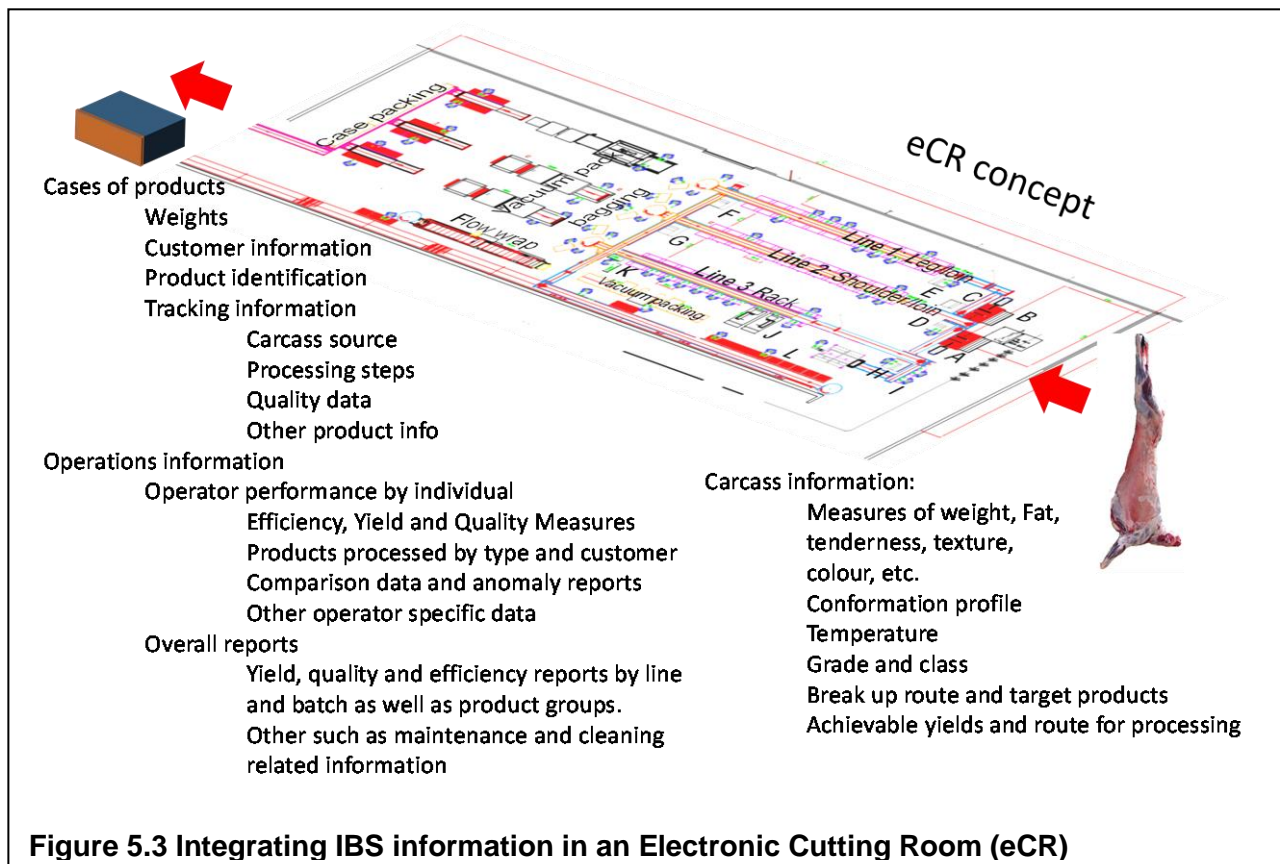 eCR concept
Case packing
Vacuum pack
bagging
Flow wrap
Line 1 Leg/loin
Line 2 Shoulder/loin
Line 3 Rack
Vacuum packing
F
G
K
E
C
D
B
A
J
L
H
I
Cases of products
Weights
Customer information
Product identification
Tracking information
Carcass source
Processing steps
Quality data
Other product info
Operations information
Operator performance by individual
Efficiency, Yield and Quality Measures
Products processed by type and customer
Comparison data and anomaly reports
Other operator specific data
Overall reports
Yield, quality and efficiency reports by line
and batch as well as product groups.
Other such as maintenance and cleaning
related information
Carcass information:
Measures of weight, Fat,
tenderness, texture,
colour, etc.
Conformation profile
Temperature
Grade and class
Break up route and target products
Achievable yields and route for processing
Figure 5.3 Integrating IBS information in an Electronic Cutting Room (eCR)